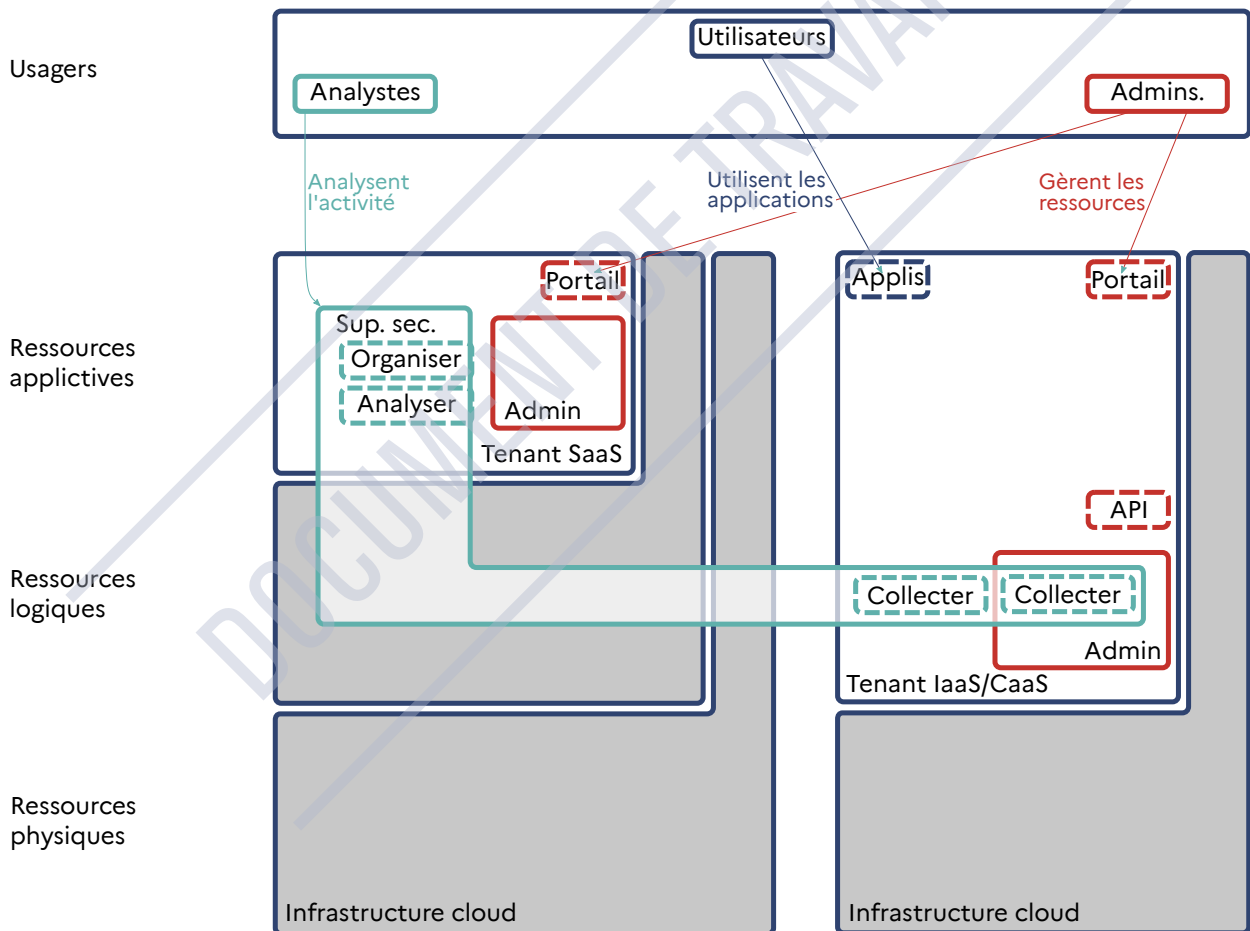 Utilisateurs
Usagers
Analystes
Admins.
Analysent
l'activité
Utilisent les
applications
Gèrent les
ressources
Portail
Applis
Portail
Sup. sec.
Organiser
Analyser
Admin
Tenant SaaS
Ressources
applictives
API
Ressources
logiques
Collecter
Collecter
Admin
Tenant IaaS/CaaS
Ressources
physiques
Infrastructure cloud
Infrastructure cloud
DOCUMENT DE TRAVA